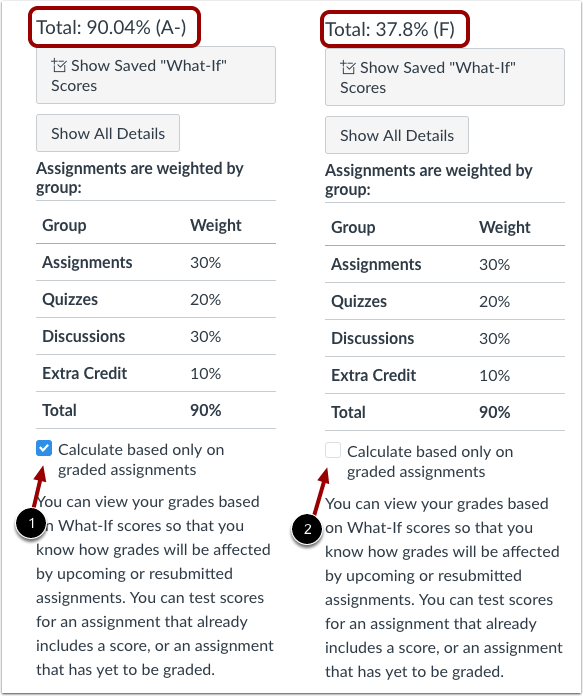 Total: 90.04% (A-)
Show Saved "What-If"
Scores
Show All Details
Assignments are weighted by
group:
Group Weight
Assignments 30%
Quizzes 20%
Discussions 30%
Extra Credit 10%
Total 90%
Calculate based only on
graded assignments
1
You can view your grades based
on What-If scores so that you
know how grades will be affected
by upcoming or resubmitted
assignments. You can test scores
for an assignment that already
includes a score, or an assignment
that has yet to be graded.
Total: 37.8% (F)
Show Saved "What-If"
Scores
Show All Details
Assignments are weighted by
group:
Group Weight
Assignments 30%
Quizzes 20%
Discussions 30%
Extra Credit 10%
Total 90%
Calculate based only on
graded assignments
2
You can view your grades based
on What-If scores so that you
know how grades will be affected
by upcoming or resubmitted
assignments. You can test scores
for an assignment that already
includes a score, or an assignment
that has yet to be graded.